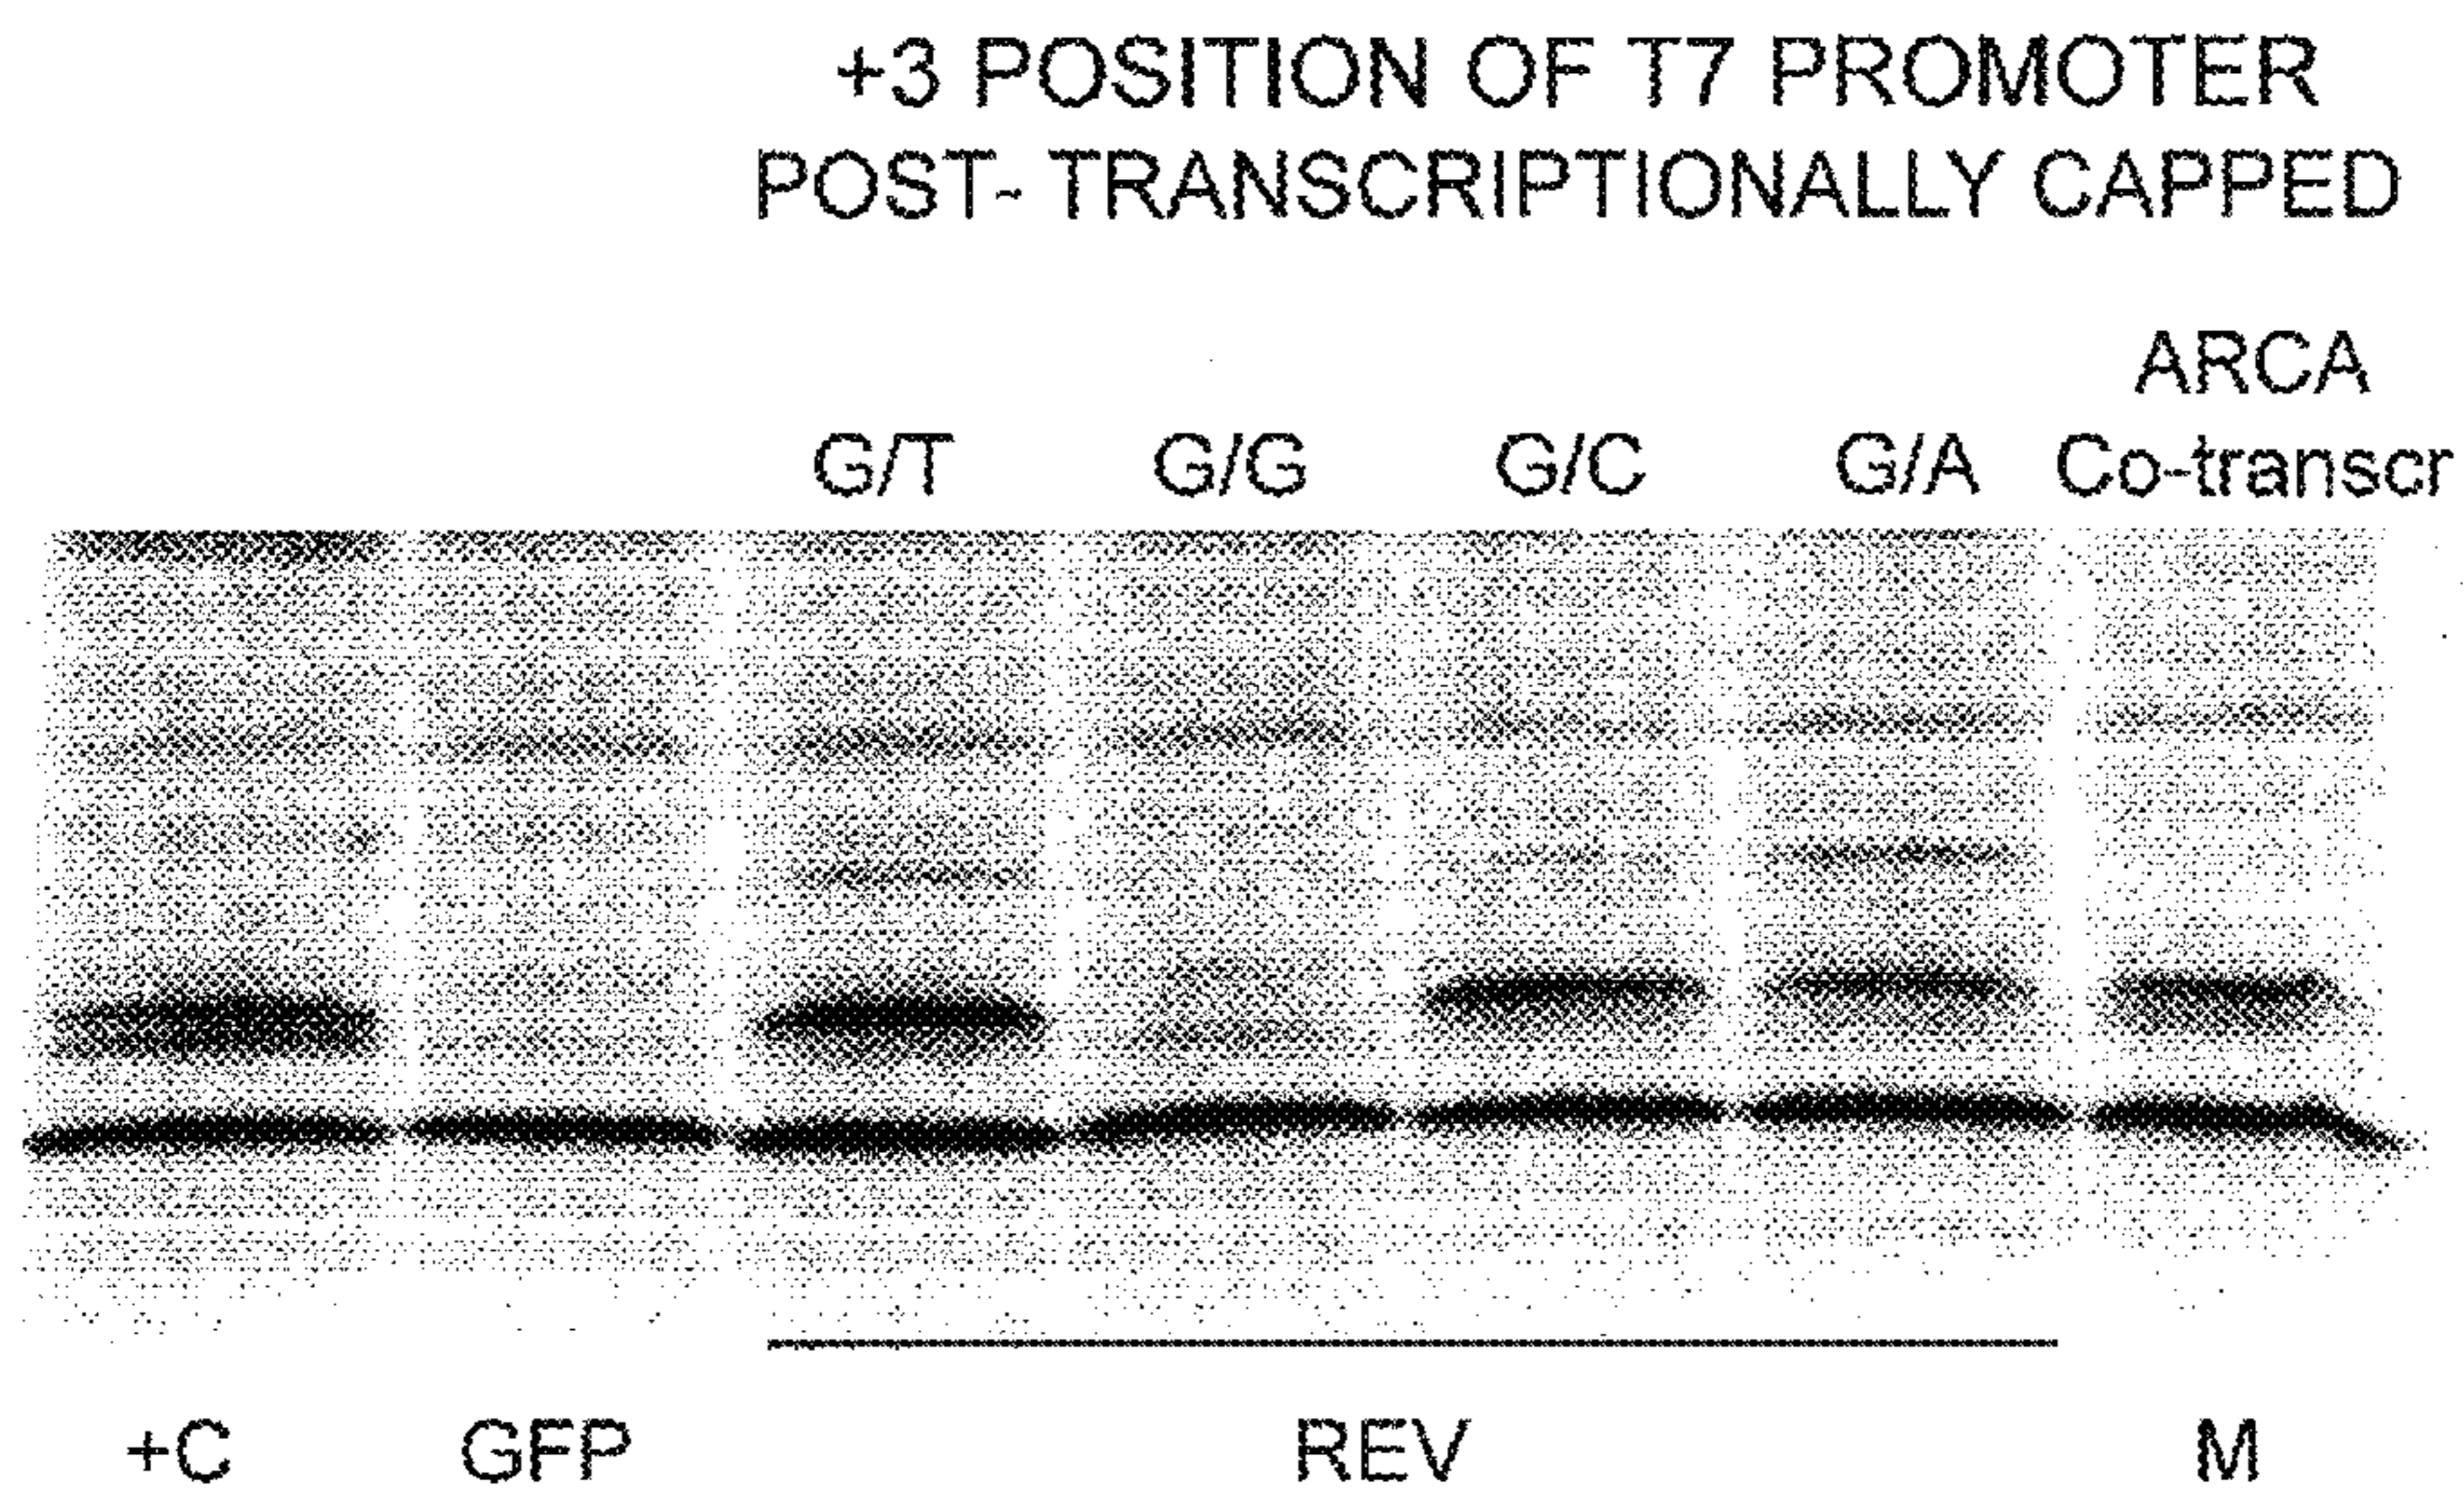 +3 POSITION OF T7 PROMOTER
POST- TRANSCRIPTIONALLY CAPPED
ARCA
G/T G/G G/C G/A Co-transcr
+C GFP REV M